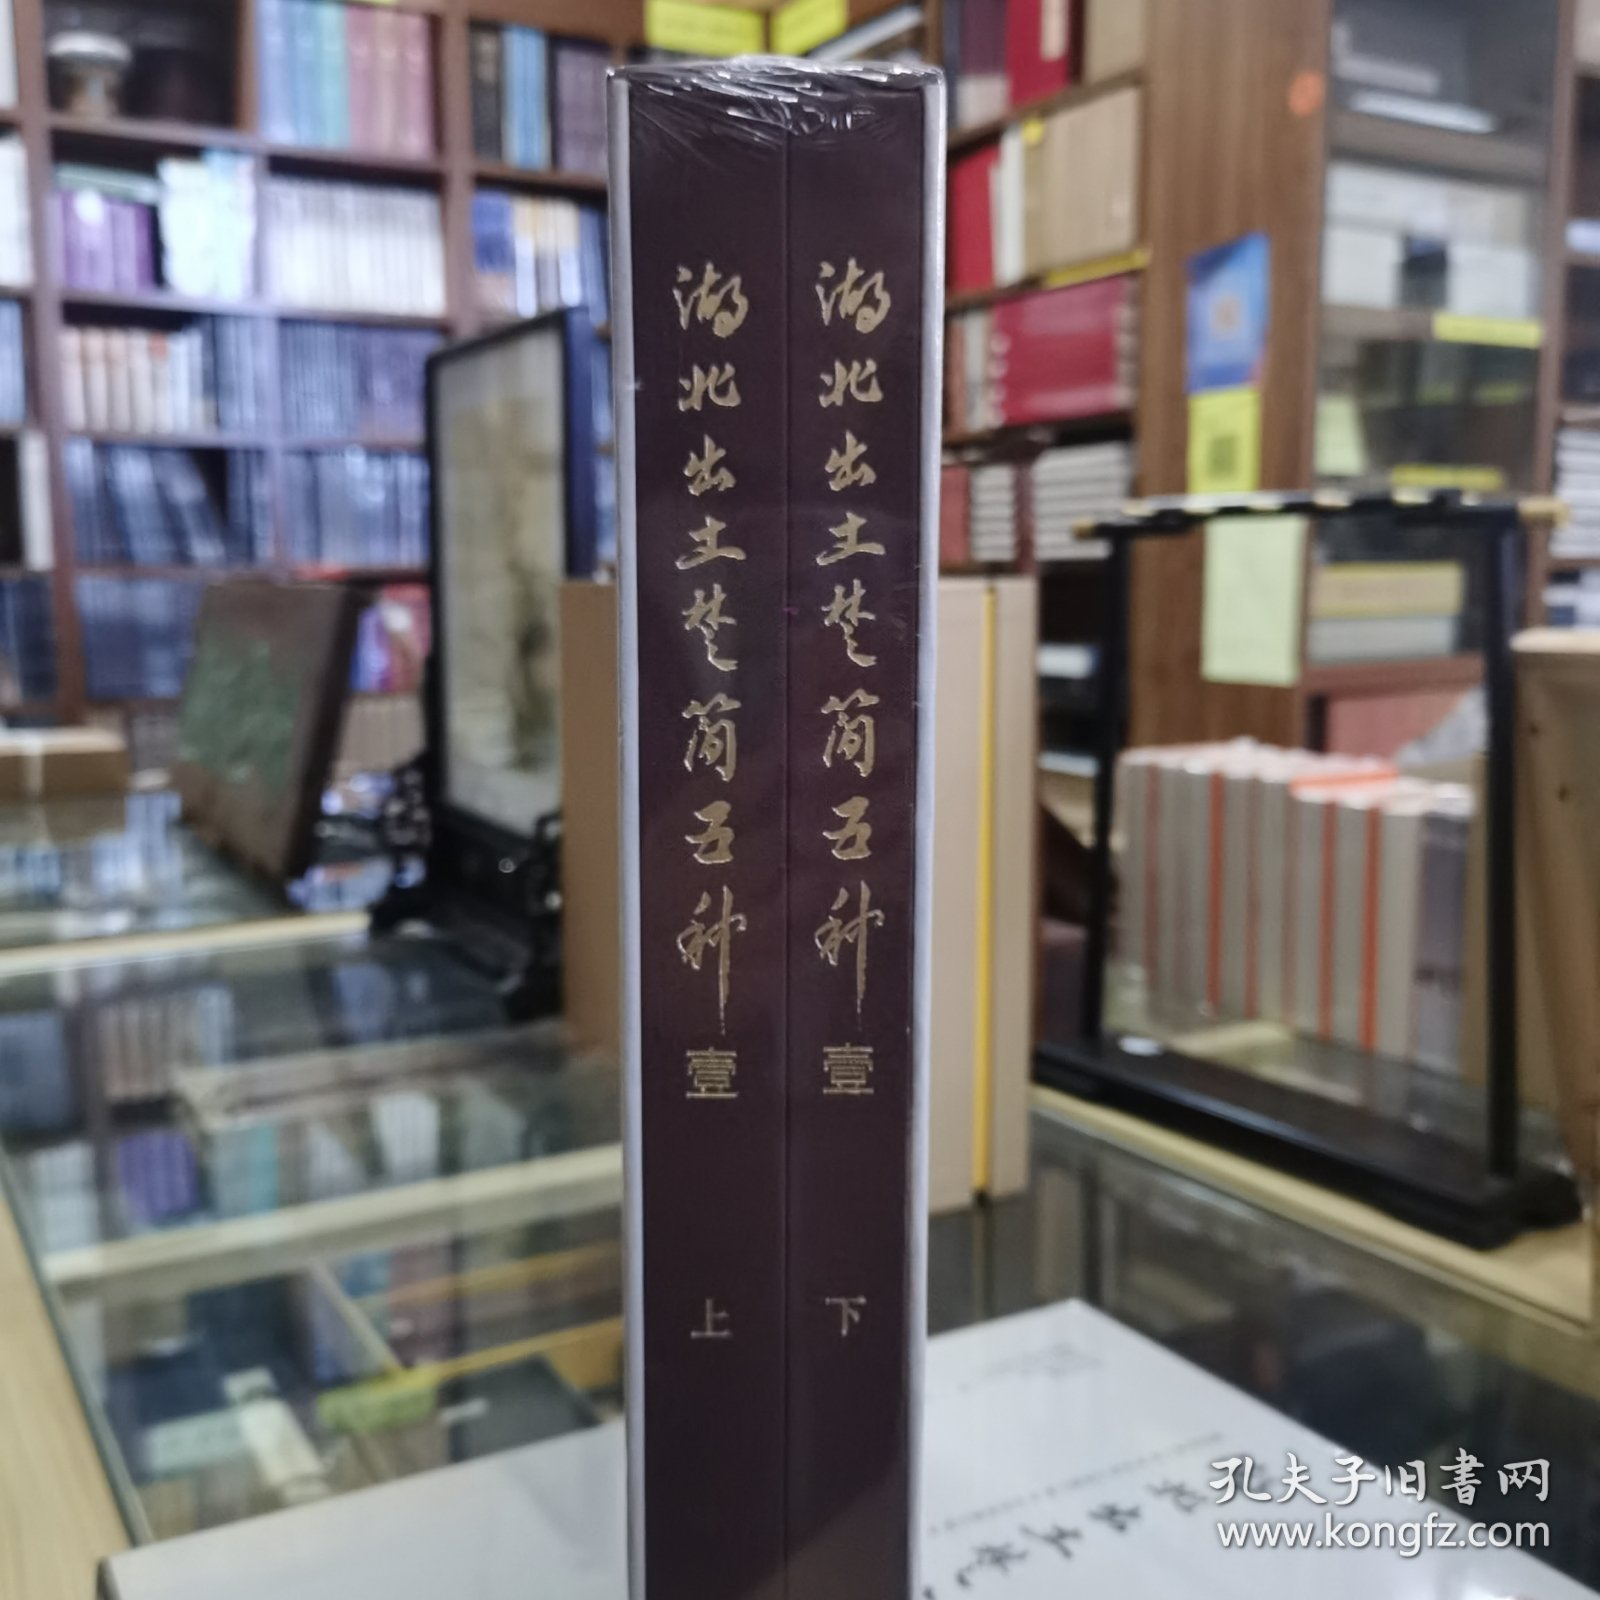 湖北出土楚简五种 壹 上
湖北出土楚简五种 壹 下
孔夫子旧书网
www.kongfz.com